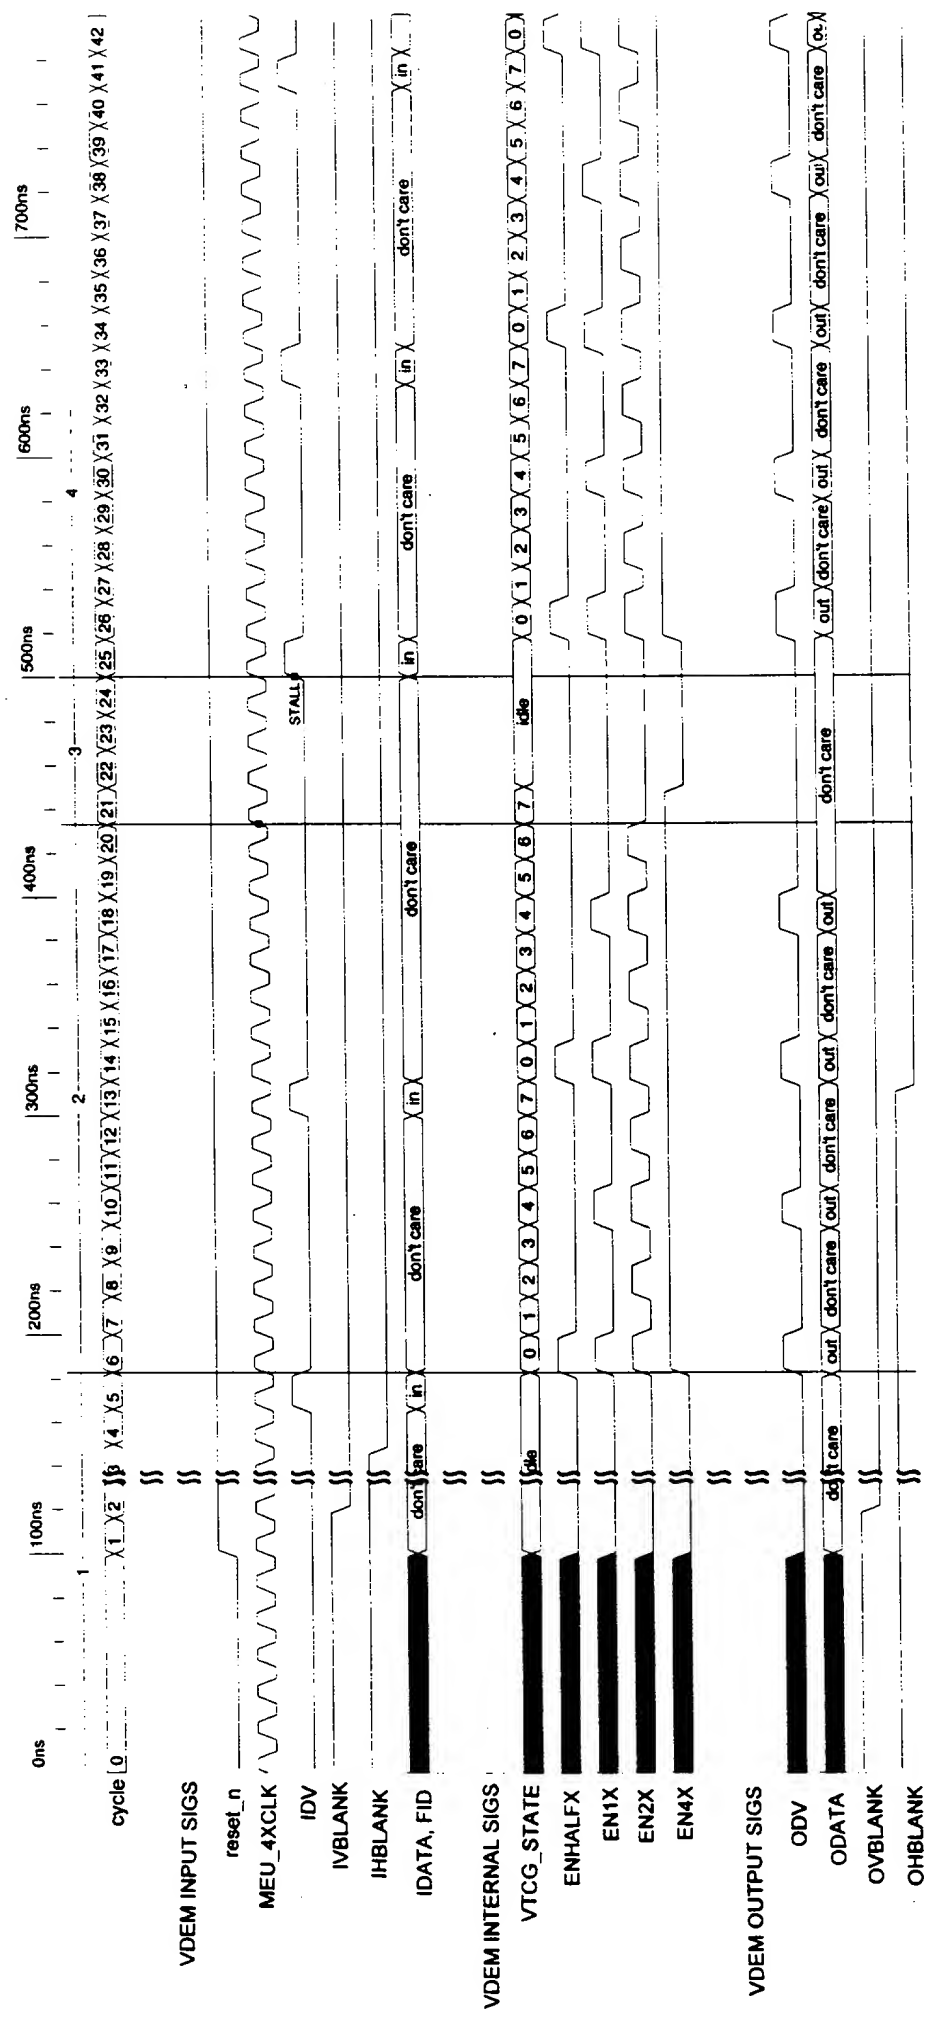 0ns 100ns 200ns 300ns 400ns 500ns 600ns 700ns
1 2 3 4
cycle 0 1 2 3 4 5 6 7 8 9 10 11 12 13 14 15 16 17 18 19 20 21 22 23 24 25 26 27 28 29 30 31 32 33 34 35 36 37 38 39 40 41 42
VDEM INPUT SIGS
reset_n
MEU_4XCLK
IDV STALL
IVBLANK
IHBLANK
IDATA, FID don't care in don't care in don't care in don't care in don't care in
VDEM INTERNAL SIGS
VTCG_STATE idle 0 1 2 3 4 5 6 7 0 1 2 3 4 5 6 7 idle 0 1 2 3 4 5 6 7 0 1 2 3 4 5 6 7 0
ENHALFX
EN1X
EN2X
EN4X
VDEM OUTPUT SIGS
ODV
ODATA don't care out don't care out don't care out don't care out don't care out don't care out don't care out don't care out don't care
OVBLANK
OHBLANK